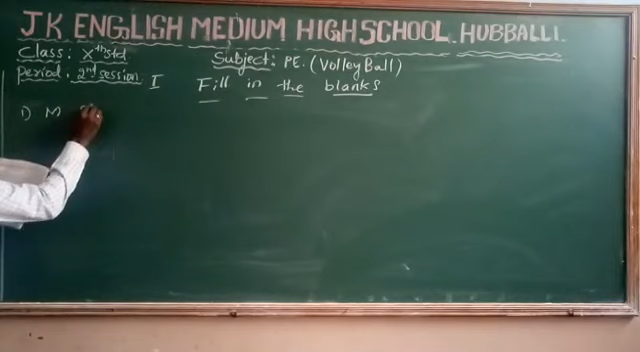 JK ENGLISH MEDIUM HIGHSCHOOL. HUBBALLI.
Class: Xth std
Subject: PE. (Volley Ball)
period. 2nd session
I Fill in the blanks
1) M